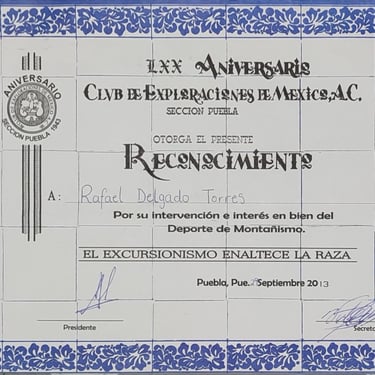 LXX ANIVERSARIO
CLVB DE EXPLORACIONES DE MEXICO, A.C.
SECCION PUEBLA
ANIVERSARIO
SECCION PUEBLA 1943
OTORGA EL PRESENTE
RECONOCIMIENTO
A: Rafael Delgado Torres
Por su intervención e interés en bien del
Deporte de Montañismo.
EL EXCURSIONISMO ENALTECE LA RAZA
Puebla, Pue. Septiembre 2013
Presidente
Secreta